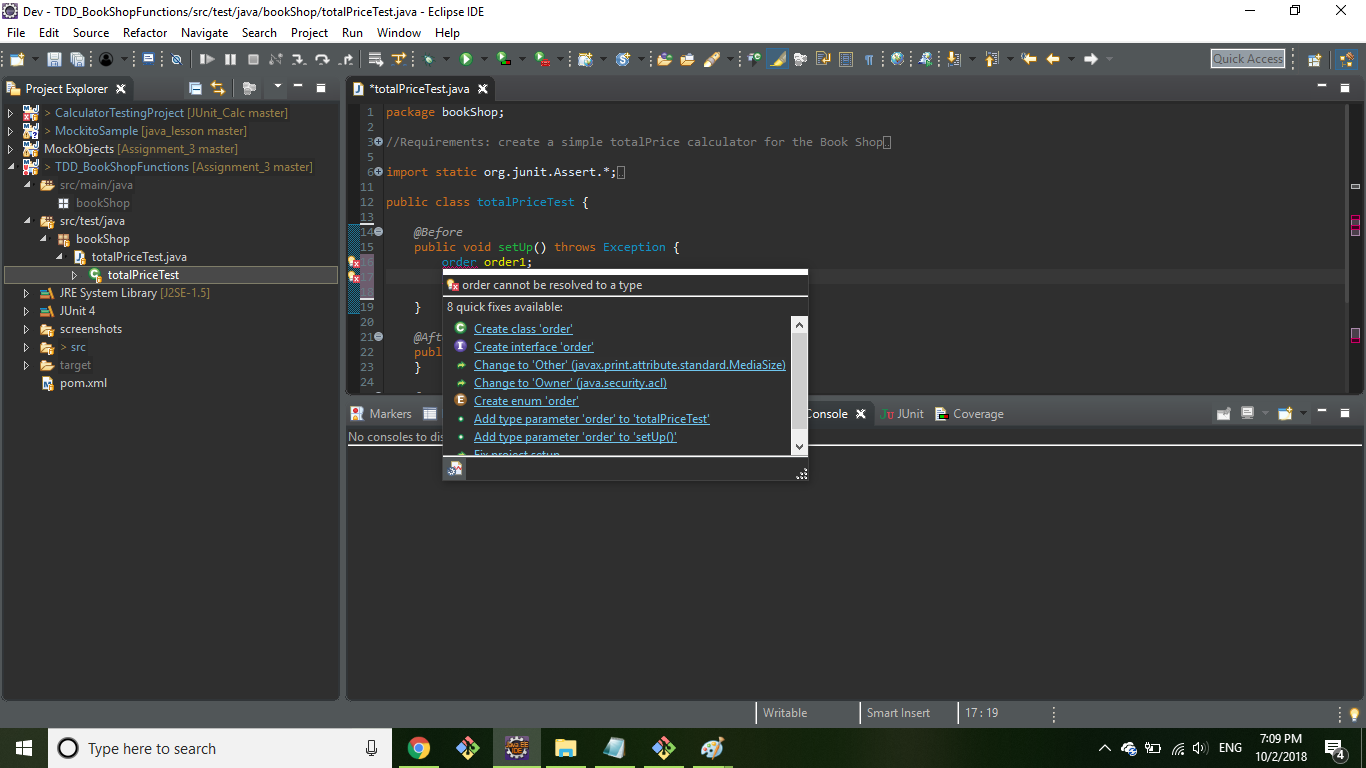 Dev - TDD_BookShopFunctions/src/test/java/bookShop/totalPriceTest.java - Eclipse IDE
File Edit Source Refactor Navigate Search Project Run Window Help
Quick Access
Project Explorer
> CalculatorTestingProject [JUnit_Calc master]
> MockitoSample [java_lesson master]
MockObjects [Assignment_3 master]
> TDD_BookShopFunctions [Assignment_3 master]
src/main/java
bookShop
src/test/java
bookShop
totalPriceTest.java
totalPriceTest
JRE System Library [J2SE-1.5]
JUnit 4
screenshots
> src
target
pom.xml
*totalPriceTest.java
1 package bookShop;
2
3 //Requirements: create a simple totalPrice calculator for the Book Shop
5
6 import static org.junit.Assert.*;
11
12 public class totalPriceTest {
13
14 @Before
15 public void setUp() throws Exception {
16 order order1;
17
18
19 }
20
21 @Aft
22 publ
23 }
24
order cannot be resolved to a type
8 quick fixes available:
Create class 'order'
Create interface 'order'
Change to 'Other' (javax.print.attribute.standard.MediaSize)
Change to 'Owner' (java.security.acl)
Create enum 'order'
Add type parameter 'order' to 'totalPriceTest'
Add type parameter 'order' to 'setUp()'
Fix project setup
Markers
Console
JUnit
Coverage
No consoles to dis
Writable
Smart Insert
17 : 19
Type here to search
ENG
7:09 PM
10/2/2018
4